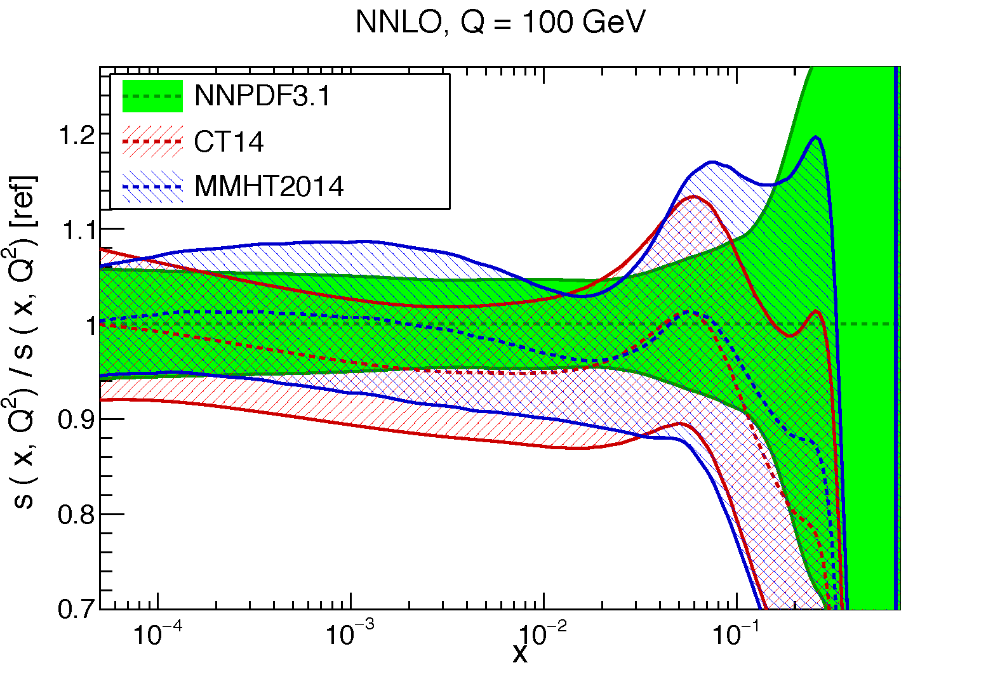 NNLO, Q = 100 GeV
NNPDF3.1
CT14
MMHT2014
s ( x, Q²) / s ( x, Q²) [ref]
1.2
1.1
1
0.9
0.8
0.7
10⁻⁴ 10⁻³ 10⁻² 10⁻¹
x